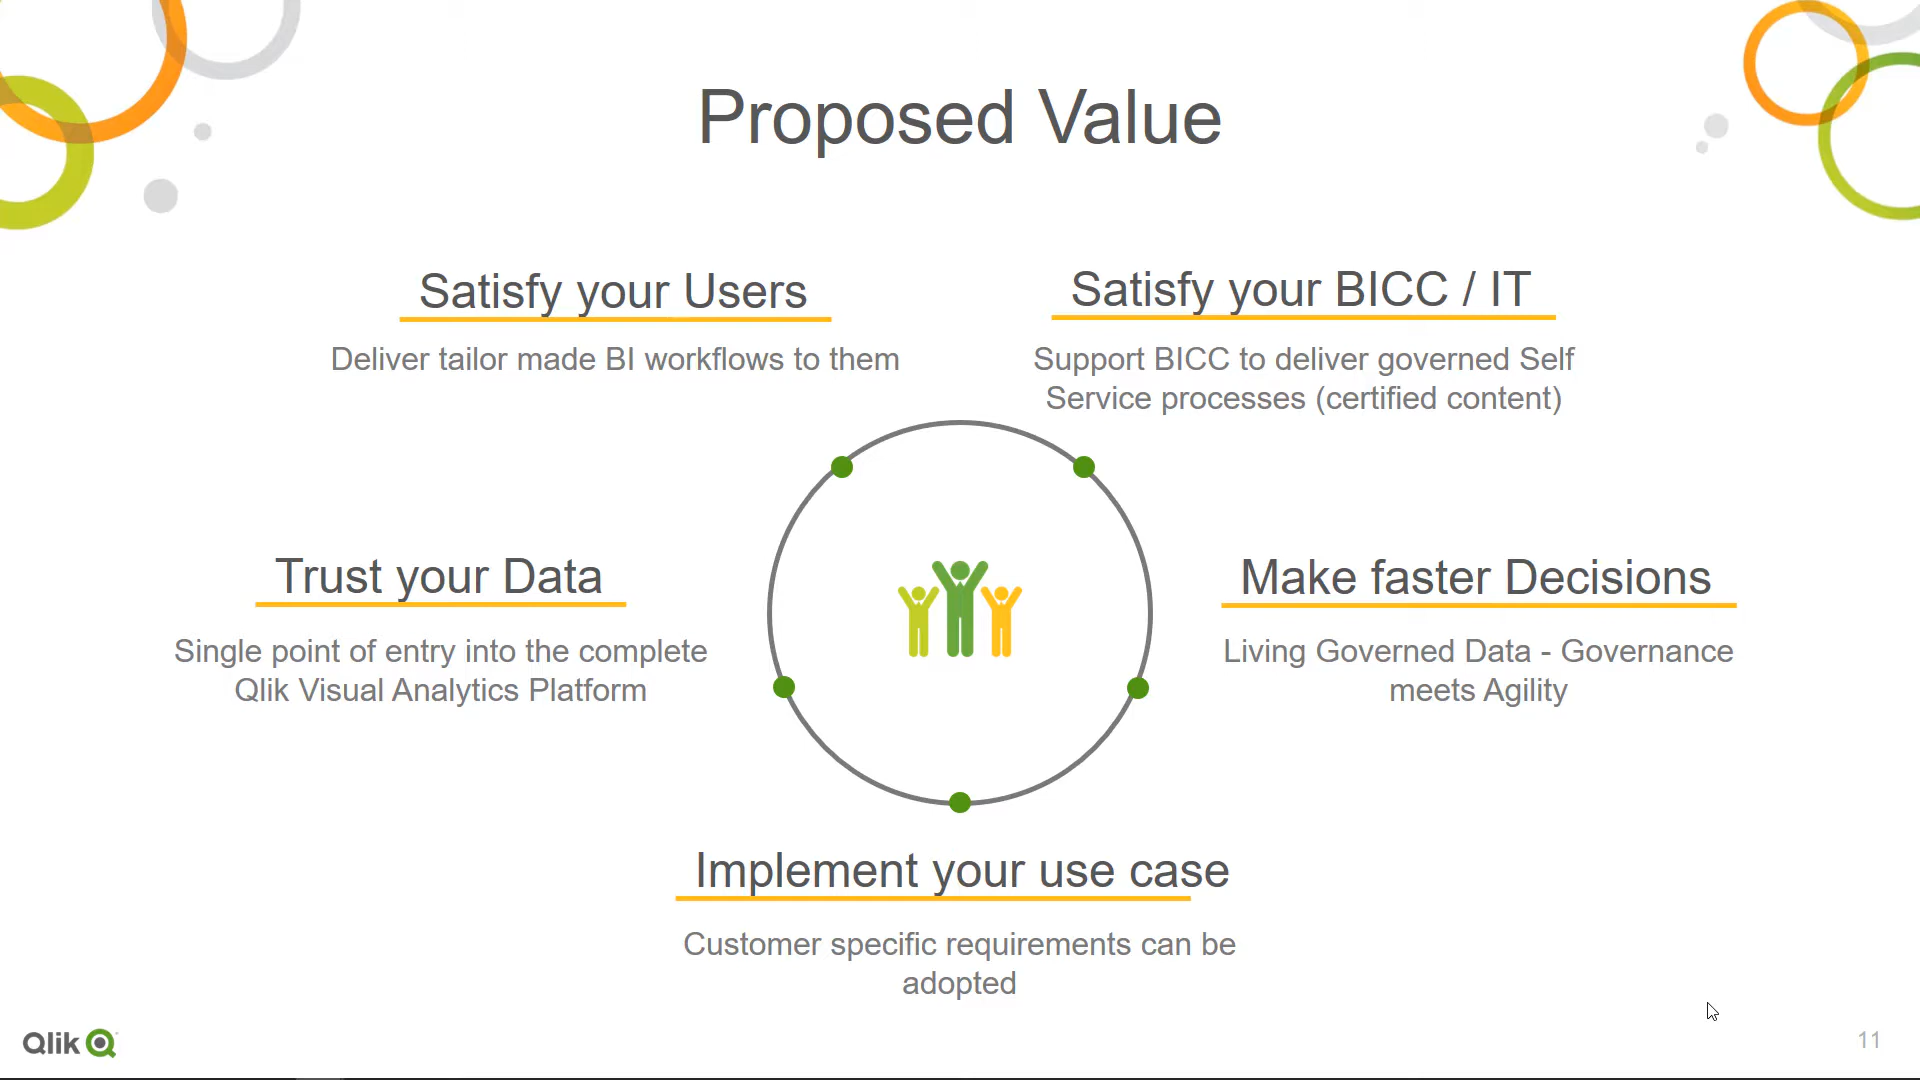 Proposed Value
Satisfy your Users
Deliver tailor made BI workflows to them
Satisfy your BICC / IT
Support BICC to deliver governed Self
Service processes (certified content)
Trust your Data
Single point of entry into the complete
Qlik Visual Analytics Platform
Make faster Decisions
Living Governed Data - Governance
meets Agility
Implement your use case
Customer specific requirements can be
adopted
Qlik
11